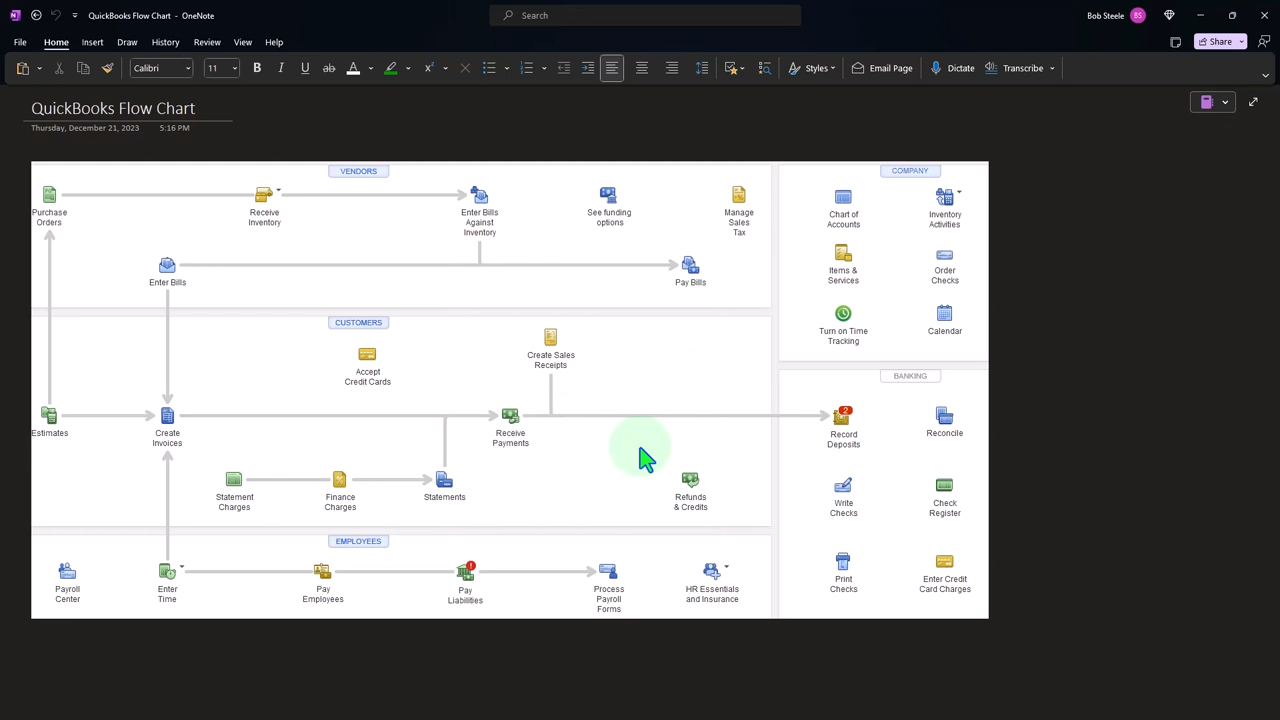 QuickBooks Flow Chart - OneNote
Search
Bob Steele
BS
File Home Insert Draw History Review View Help
Share
Calibri 11 B I U ab A x Styles Email Page Dictate Transcribe
QuickBooks Flow Chart
Thursday, December 21, 2023 5:16 PM
VENDORS
Purchase
Orders
Receive
Inventory
Enter Bills
Against
Inventory
See funding
options
Manage
Sales
Tax
Enter Bills
Pay Bills
CUSTOMERS
Accept
Credit Cards
Create Sales
Receipts
Estimates
Create
Invoices
Receive
Payments
Statement
Charges
Finance
Charges
Statements
Refunds
& Credits
EMPLOYEES
Payroll
Center
Enter
Time
Pay
Employees
!
Pay
Liabilities
Process
Payroll
Forms
HR Essentials
and Insurance
COMPANY
Chart of
Accounts
Inventory
Activities
Items &
Services
Order
Checks
Turn on Time
Tracking
Calendar
BANKING
2
Record
Deposits
Reconcile
Write
Checks
Check
Register
Print
Checks
Enter Credit
Card Charges